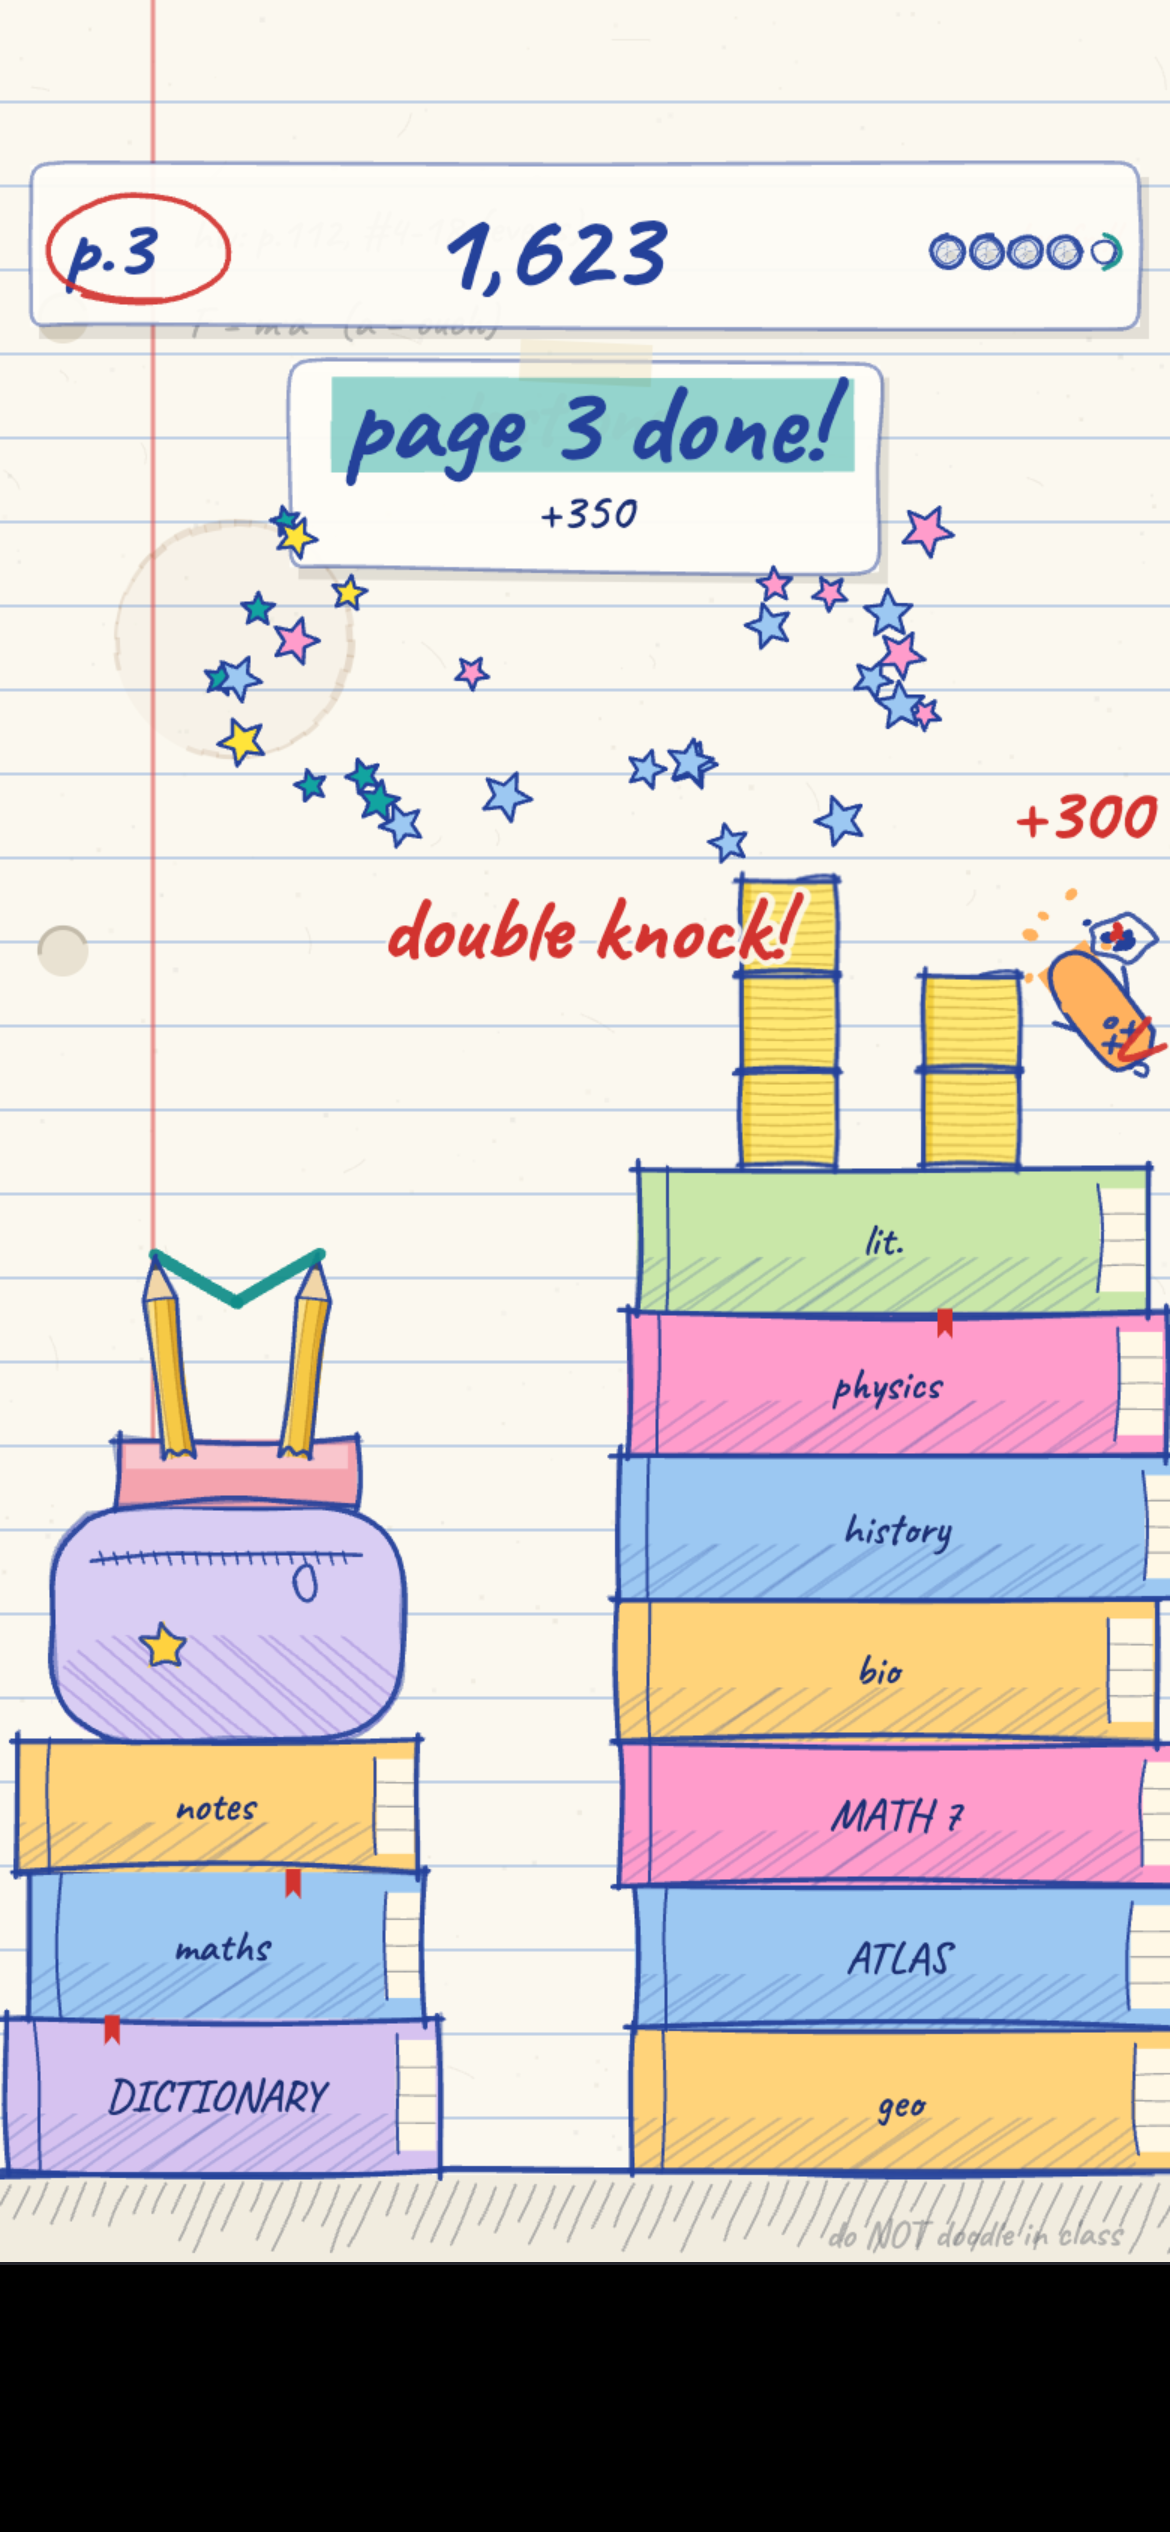 p.3
1,623
page 3 done!
+350
+300
double knock!
lit.
physics
history
bio
notes
MATH 7
maths
ATLAS
DICTIONARY
geo
do NOT doodle in class